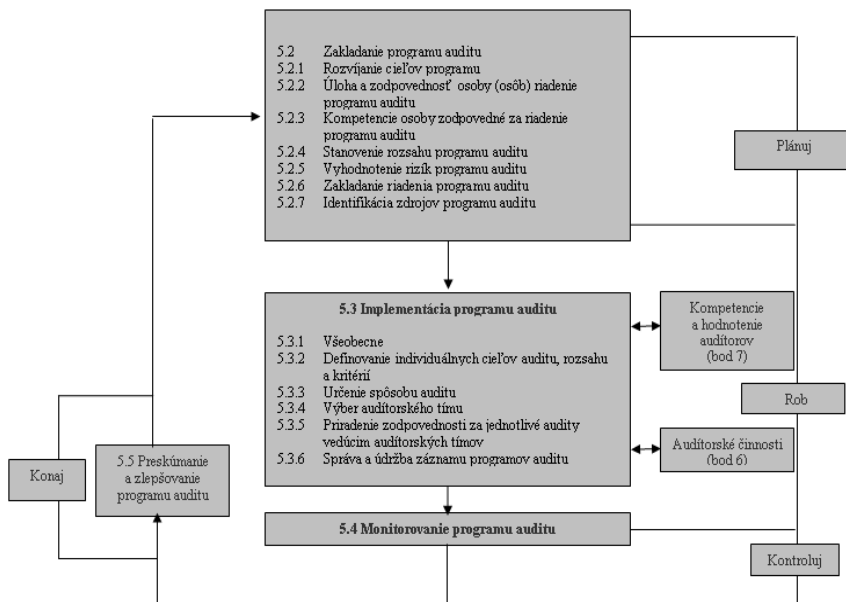 5.2 Zakladanie programu auditu
5.2.1 Rozvíjanie cieľov programu
5.2.2 Úloha a zodpovednosť osoby (osôb) riadenie
programu auditu
5.2.3 Kompetencie osoby zodpovedné za riadenie
programu auditu
5.2.4 Stanovenie rozsahu programu auditu
5.2.5 Vyhodnotenie rizík programu auditu
5.2.6 Zakladanie riadenia programu auditu
5.2.7 Identifikácia zdrojov programu auditu
Plánuj
5.3 Implementácia programu auditu
5.3.1 Všeobecne
5.3.2 Definovanie individuálnych cieľov auditu, rozsahu
a kritérií
5.3.3 Určenie spôsobu auditu
5.3.4 Výber audítorského tímu
5.3.5 Priradenie zodpovednosti za jednotlivé audity
vedúcim audítorských tímov
5.3.6 Správa a údržba záznamu programov auditu
Kompetencie
a hodnotenie
audítorov
(bod 7)
Rob
Audítorské činnosti
(bod 6)
Konaj
5.5 Preskúmanie
a zlepšovanie
programu auditu
5.4 Monitorovanie programu auditu
Kontroluj